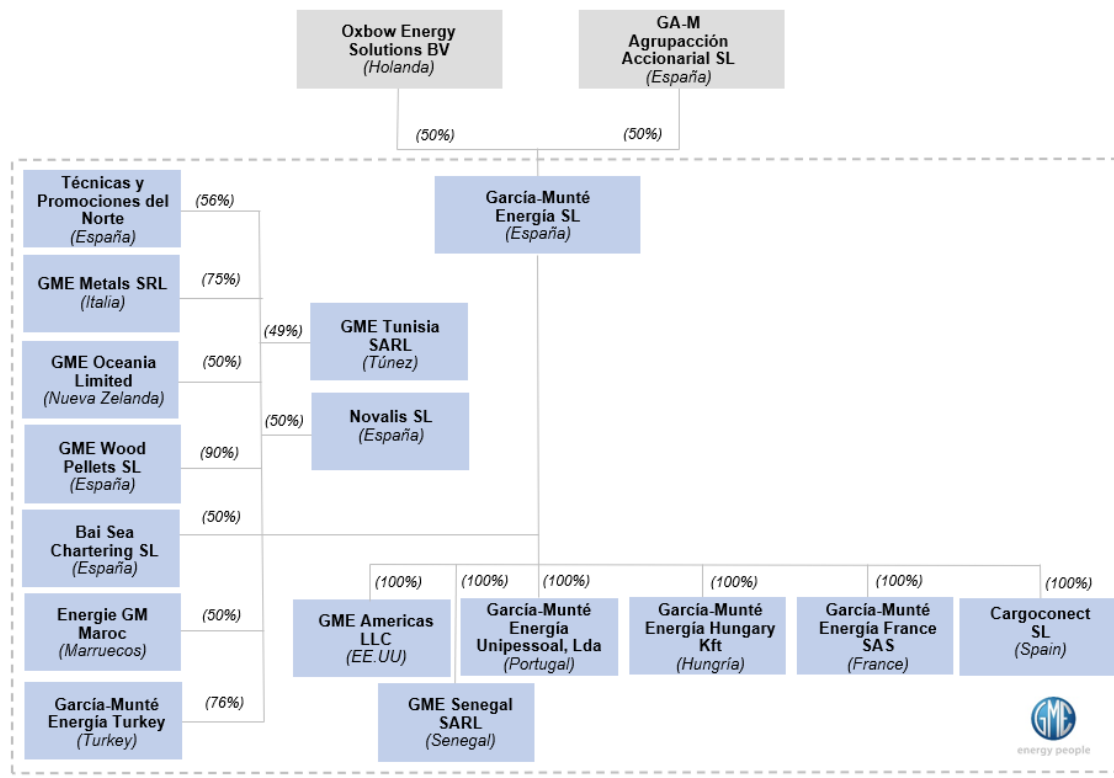 Oxbow Energy
Solutions BV
(Holanda)
GA-M
Agrupacción
Accionarial SL
(España)
(50%)
(50%)
García-Munté
Energía SL
(España)
Técnicas y
Promociones del
Norte
(España)
(56%)
GME Metals SRL
(Italia)
(75%)
(49%)
GME Tunisia
SARL
(Túnez)
GME Oceania
Limited
(Nueva Zelanda)
(50%)
(50%)
Novalis SL
(España)
GME Wood
Pellets SL
(España)
(90%)
Bai Sea
Chartering SL
(España)
(50%)
Energie GM
Maroc
(Marruecos)
(50%)
García-Munté
Energía Turkey
(Turkey)
(76%)
(100%)
GME Americas
LLC
(EE.UU)
(100%)
GME Senegal
SARL
(Senegal)
(100%)
García-Munté
Energía
Unipessoal, Lda
(Portugal)
(100%)
García-Munté
Energía Hungary
Kft
(Hungría)
(100%)
García-Munté
Energía France
SAS
(France)
(100%)
Cargoconect
SL
(Spain)
GME
energy people